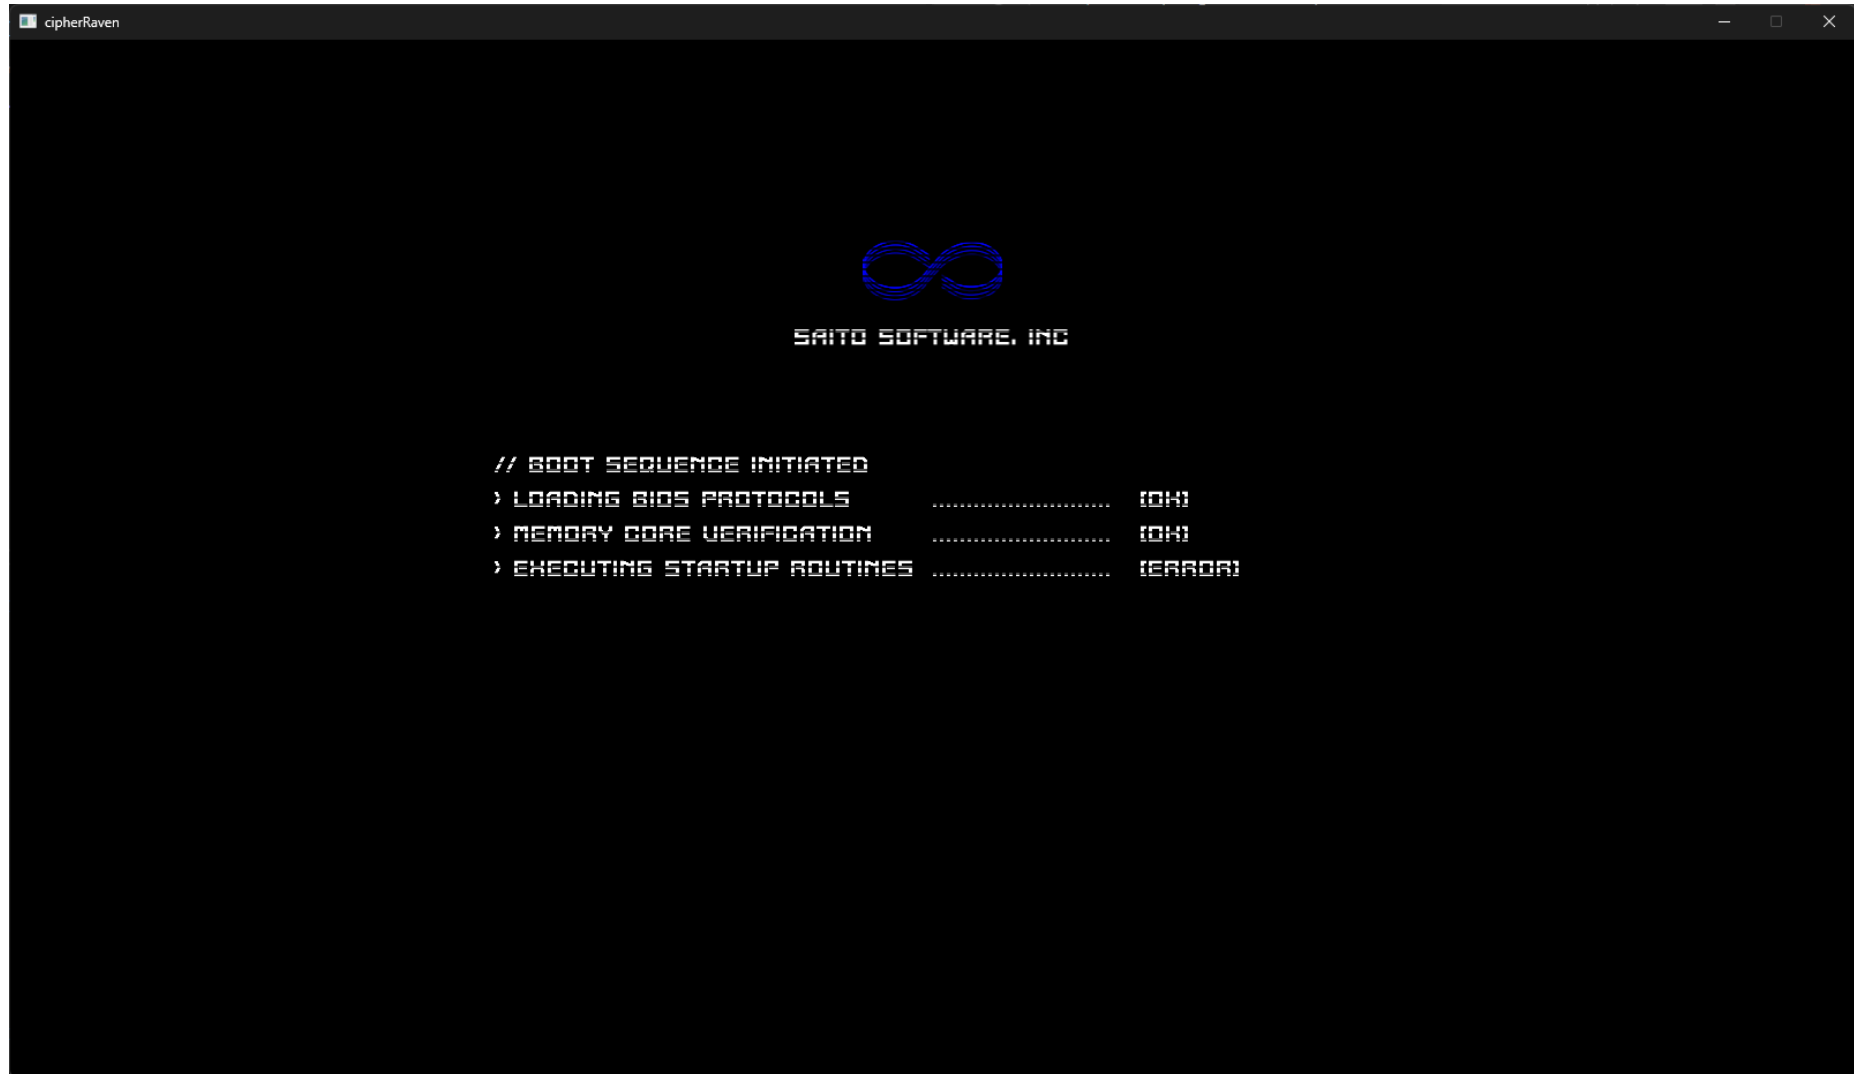 cipherRaven
SAITO SOFTWARE, INC
// BOOT SEQUENCE INITIATED
> LOADING BIOS PROTOCOLS ......................... [OK]
> MEMORY CORE VERIFICATION ......................... [OK]
> EXECUTING STARTUP ROUTINES ......................... [ERROR]